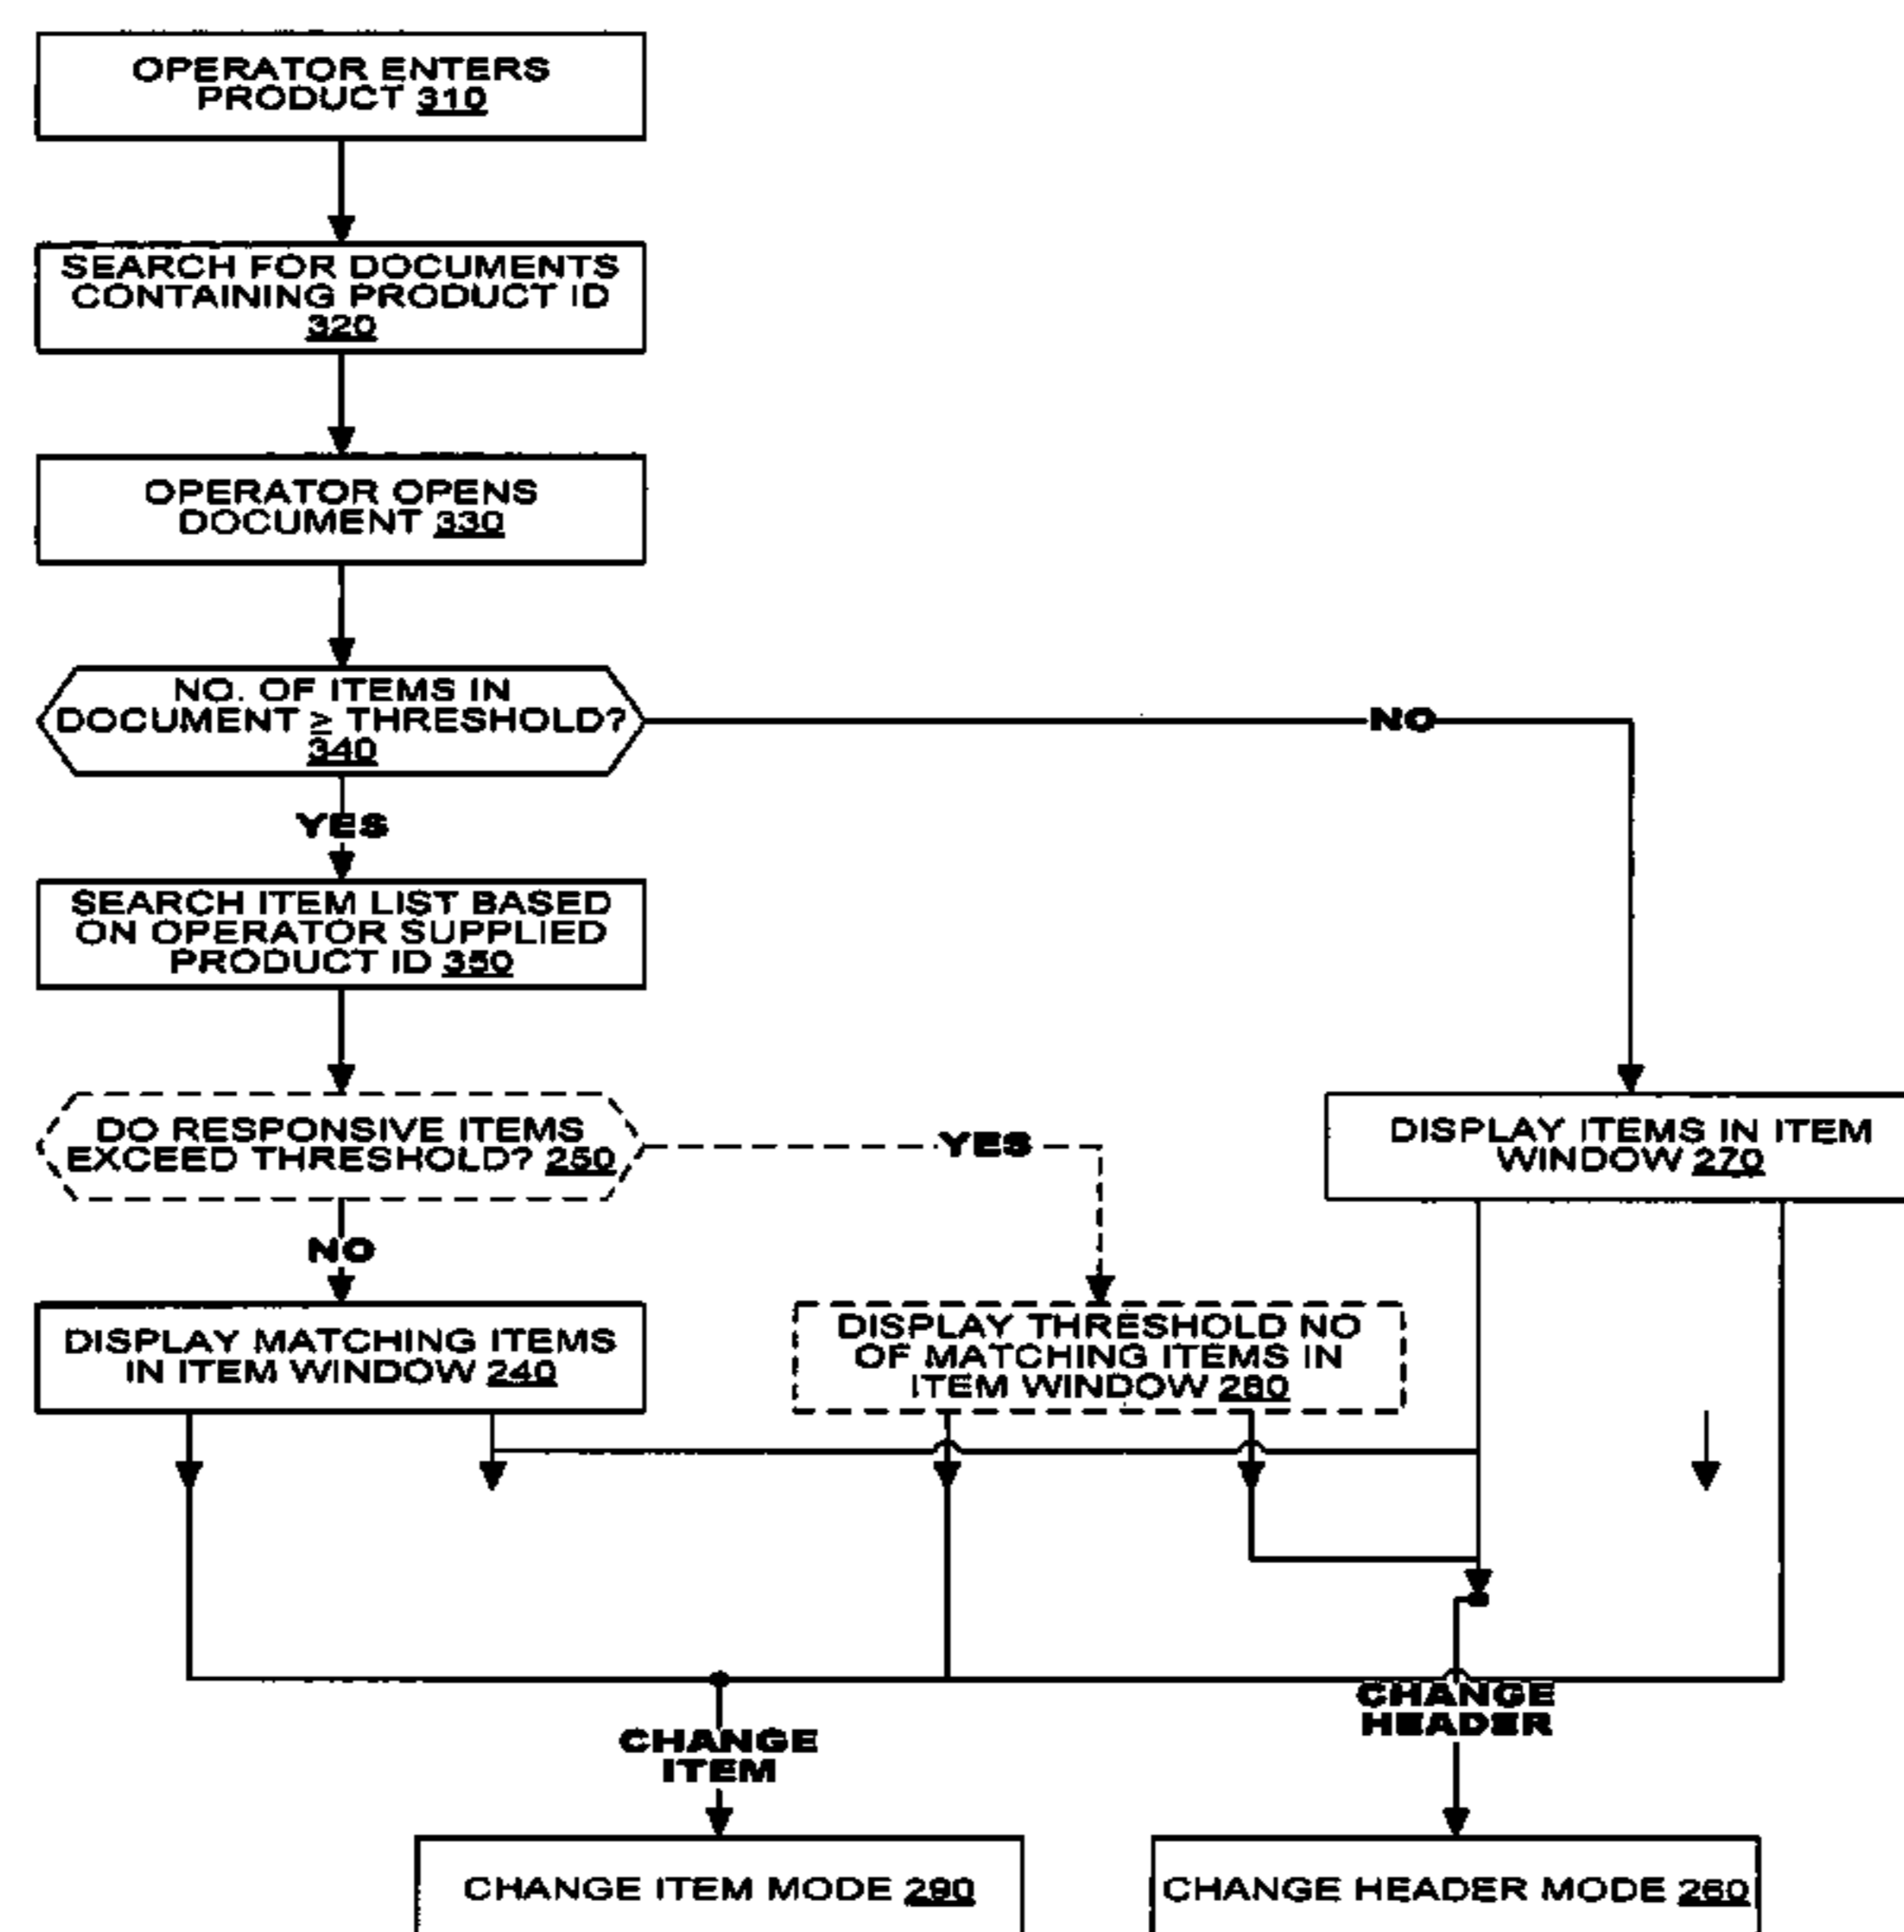 OPERATOR ENTERS
PRODUCT 310
SEARCH FOR DOCUMENTS
CONTAINING PRODUCT ID
320
OPERATOR OPENS
DOCUMENT 330
NO. OF ITEMS IN
DOCUMENT ≥ THRESHOLD?
340
NO
YES
SEARCH ITEM LIST BASED
ON OPERATOR SUPPLIED
PRODUCT ID 350
DO RESPONSIVE ITEMS
EXCEED THRESHOLD? 250
YES
DISPLAY ITEMS IN ITEM
WINDOW 270
NO
DISPLAY MATCHING ITEMS
IN ITEM WINDOW 240
DISPLAY THRESHOLD NO
OF MATCHING ITEMS IN
ITEM WINDOW
CHANGE
HEADER
CHANGE
ITEM
CHANGE ITEM MODE
CHANGE HEADER MODE